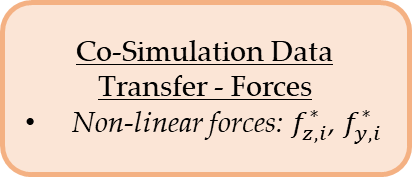 Co-Simulation Data
Transfer - Forces
• Non-linear forces: f*z,i, f*y,i